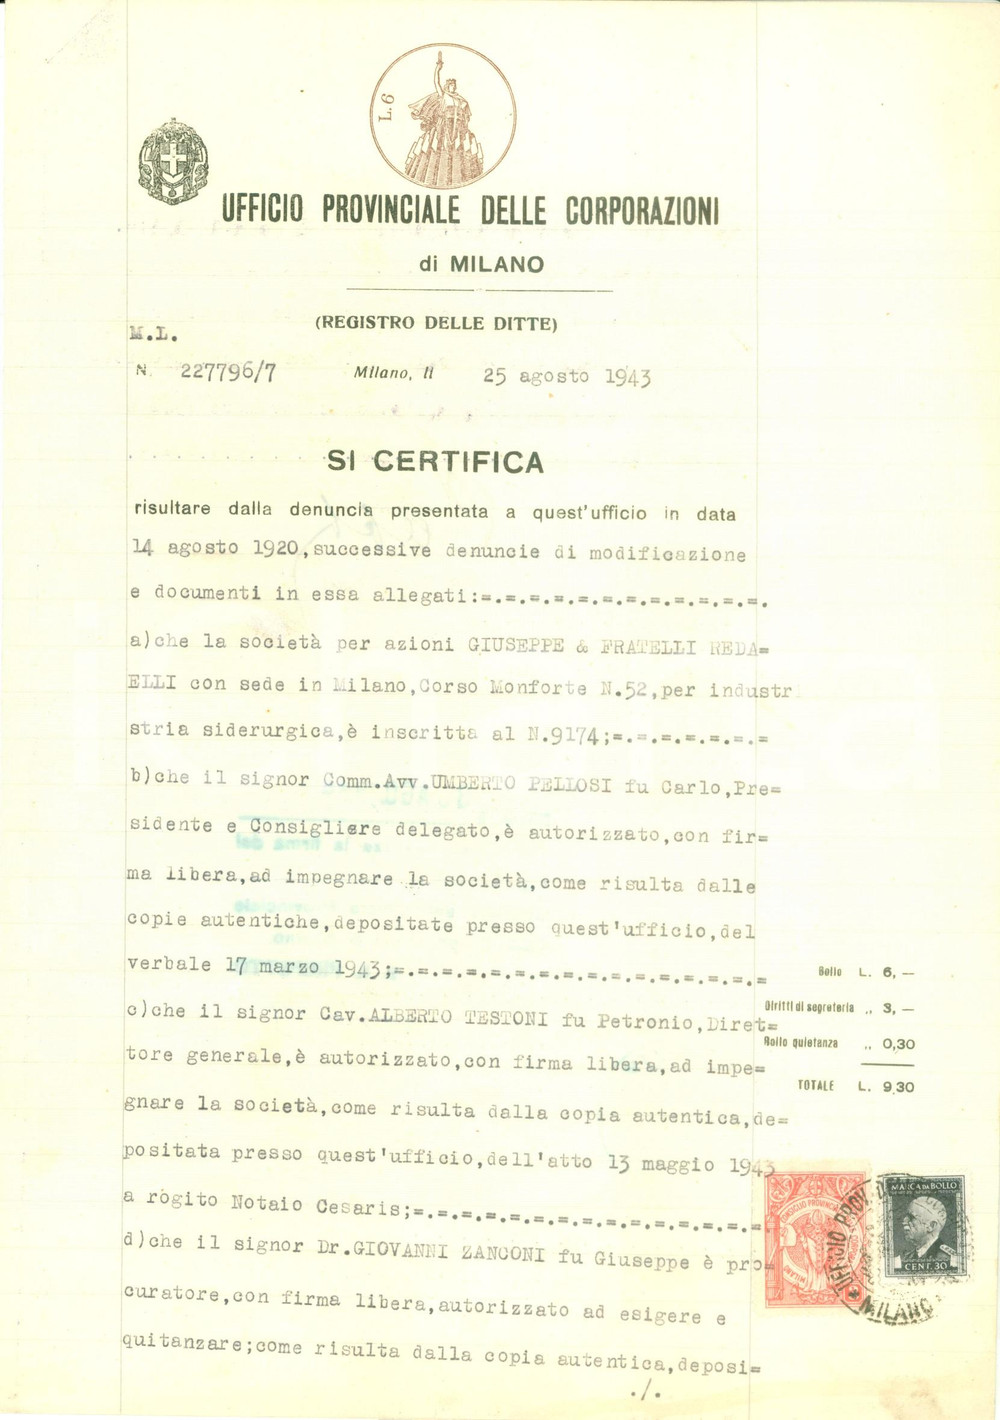 L.6
UFFICIO PROVINCIALE DELLE CORPORAZIONI
di MILANO
(REGISTRO DELLE DITTE)
M.L.
N. 227796/7 Milano, li 25 agosto 1943
SI CERTIFICA
risultare dalla denuncia presentata a quest'ufficio in data
14 agosto 1920,successive denuncie di modificazione
e documenti in essa allegati:=.=.=.=.=.=.=.=.=.=.=.=.
a)che la società per azioni GIUSEPPE & FRATELLI REDA=
ELLI con sede in Milano,Corso Monforte N.52,per industr
stria siderurgica,è inscritta al N.9174;=.=.=.=.=.=.=
b)che il signor Comm.Avv.UMBERTO PELLOSI fu Carlo,Pre=
sidente e Consigliere delegato,è autorizzato,con fir=
ma libera,ad impegnare la società,come risulta dalle
copie autentiche,depositate presso quest'ufficio,del
verbale 17 marzo 1943;=.=.=.=.=.=.=.=.=.=.=.=.=.=.=.=
c)che il signor Cav.ALBERTO TESTONI fu Petronio,Diret=
tore generale,è autorizzato,con firma libera,ad impe=
gnare la società,come risulta dalla copia autentica,de=
positata presso quest'ufficio,dell'atto 13 maggio 1943
a rogito Notaio Cesaris;=.=.=.=.=.=.=.=.=.=.=.=.=.=.=
d)che il signor Dr.GIOVANNI ZANCONI fu Giuseppe è pro=
curatore,con firma libera,autorizzato ad esigere e
quitanzare;come risulta dalla copia autentica,deposi=
./.
Bollo L. 6,—
Diritti di segreteria ,, 3,—
Bollo quietanza ,, 0,30
TOTALE L. 9,30
CONSIGLIO PROVINCIALE
MILANO
UFFICIO PROV.
MILANO
MARCA DA BOLLO
CENT. 30